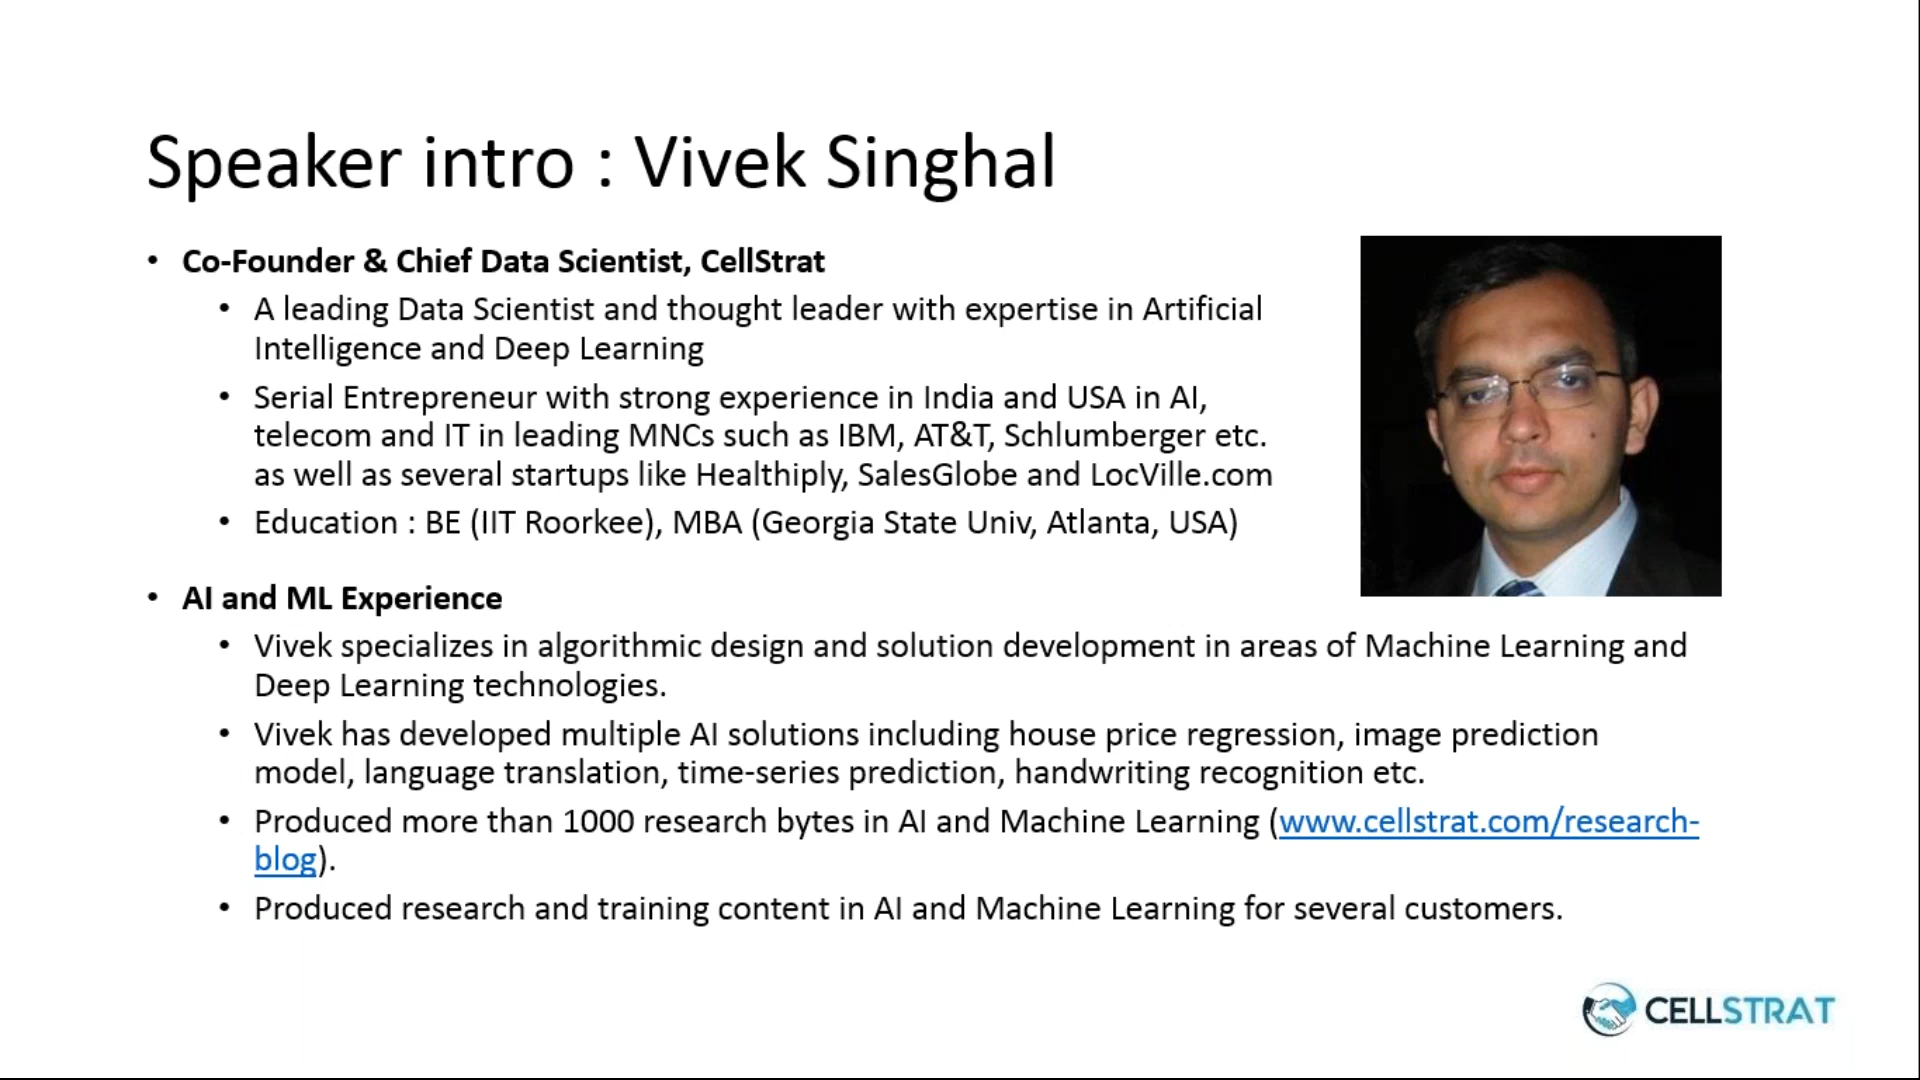 Speaker intro : Vivek Singhal
• Co-Founder & Chief Data Scientist, CellStrat
• A leading Data Scientist and thought leader with expertise in Artificial
Intelligence and Deep Learning
• Serial Entrepreneur with strong experience in India and USA in AI,
telecom and IT in leading MNCs such as IBM, AT&T, Schlumberger etc.
as well as several startups like Healthiply, SalesGlobe and LocVille.com
• Education : BE (IIT Roorkee), MBA (Georgia State Univ, Atlanta, USA)
• AI and ML Experience
• Vivek specializes in algorithmic design and solution development in areas of Machine Learning and
Deep Learning technologies.
• Vivek has developed multiple AI solutions including house price regression, image prediction
model, language translation, time-series prediction, handwriting recognition etc.
• Produced more than 1000 research bytes in AI and Machine Learning (www.cellstrat.com/research-
blog).
• Produced research and training content in AI and Machine Learning for several customers.
CELLSTRAT